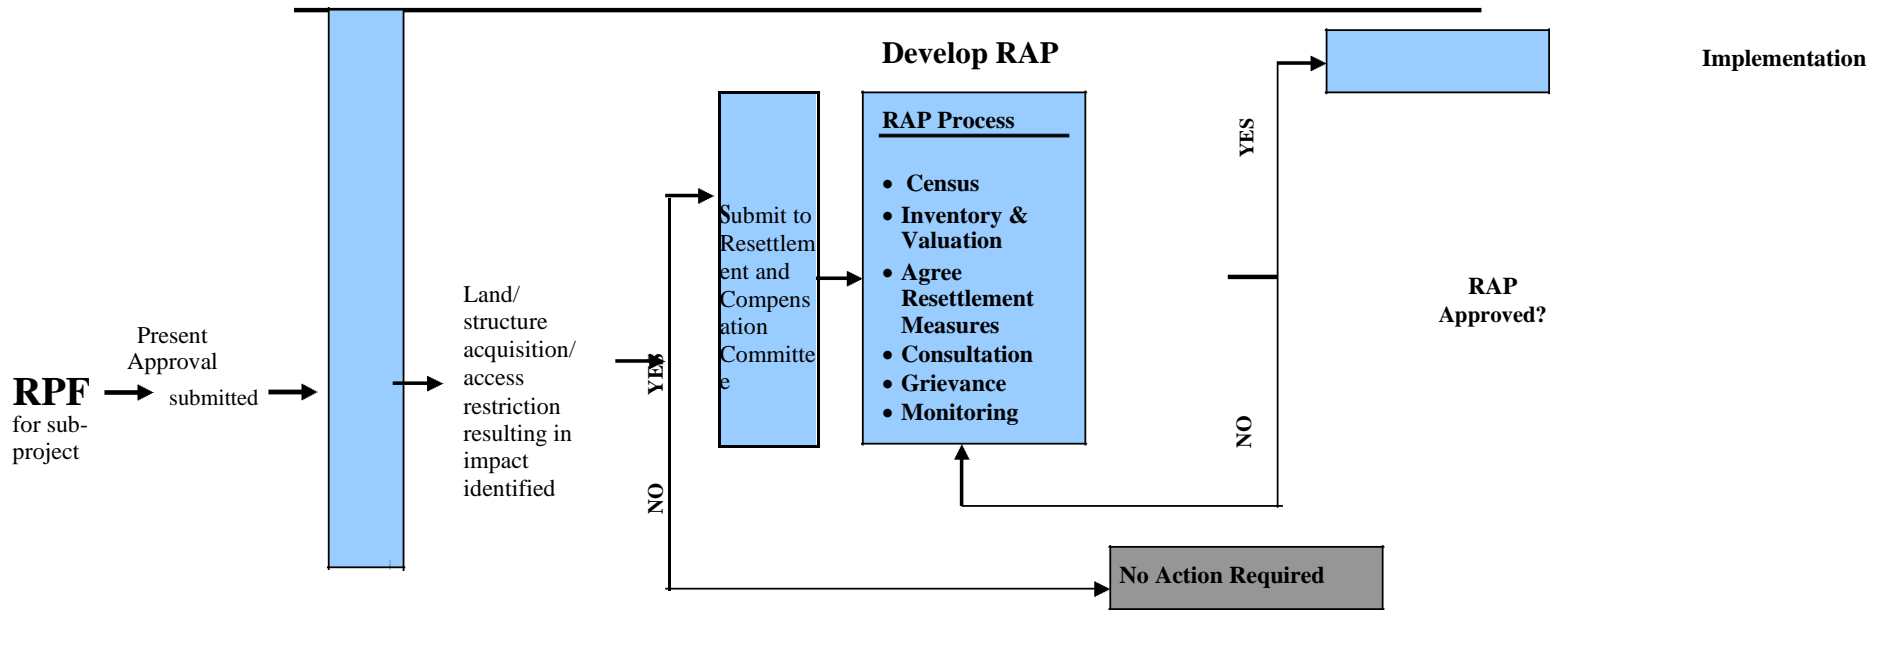 Develop RAP
Implementation
RPF
for sub-
project
Present
Approval
submitted
Land/
structure
acquisition/
access
restriction
resulting in
impact
identified
YES
NO
Submit to
Resettlem
ent and
Compens
ation
Committe
e
RAP Process
• Census
• Inventory &
Valuation
• Agree
Resettlement
Measures
• Consultation
• Grievance
• Monitoring
YES
NO
RAP
Approved?
No Action Required